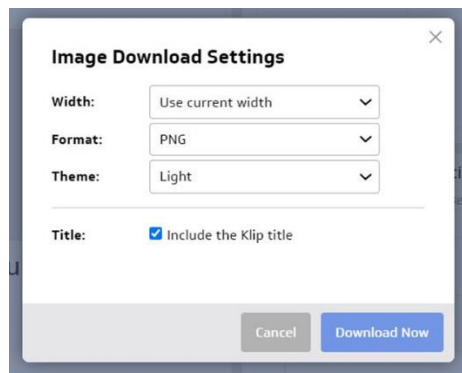 Image Download Settings
Width: Use current width
Format: PNG
Theme: Light
Title: Include the Klip title
Cancel Download Now